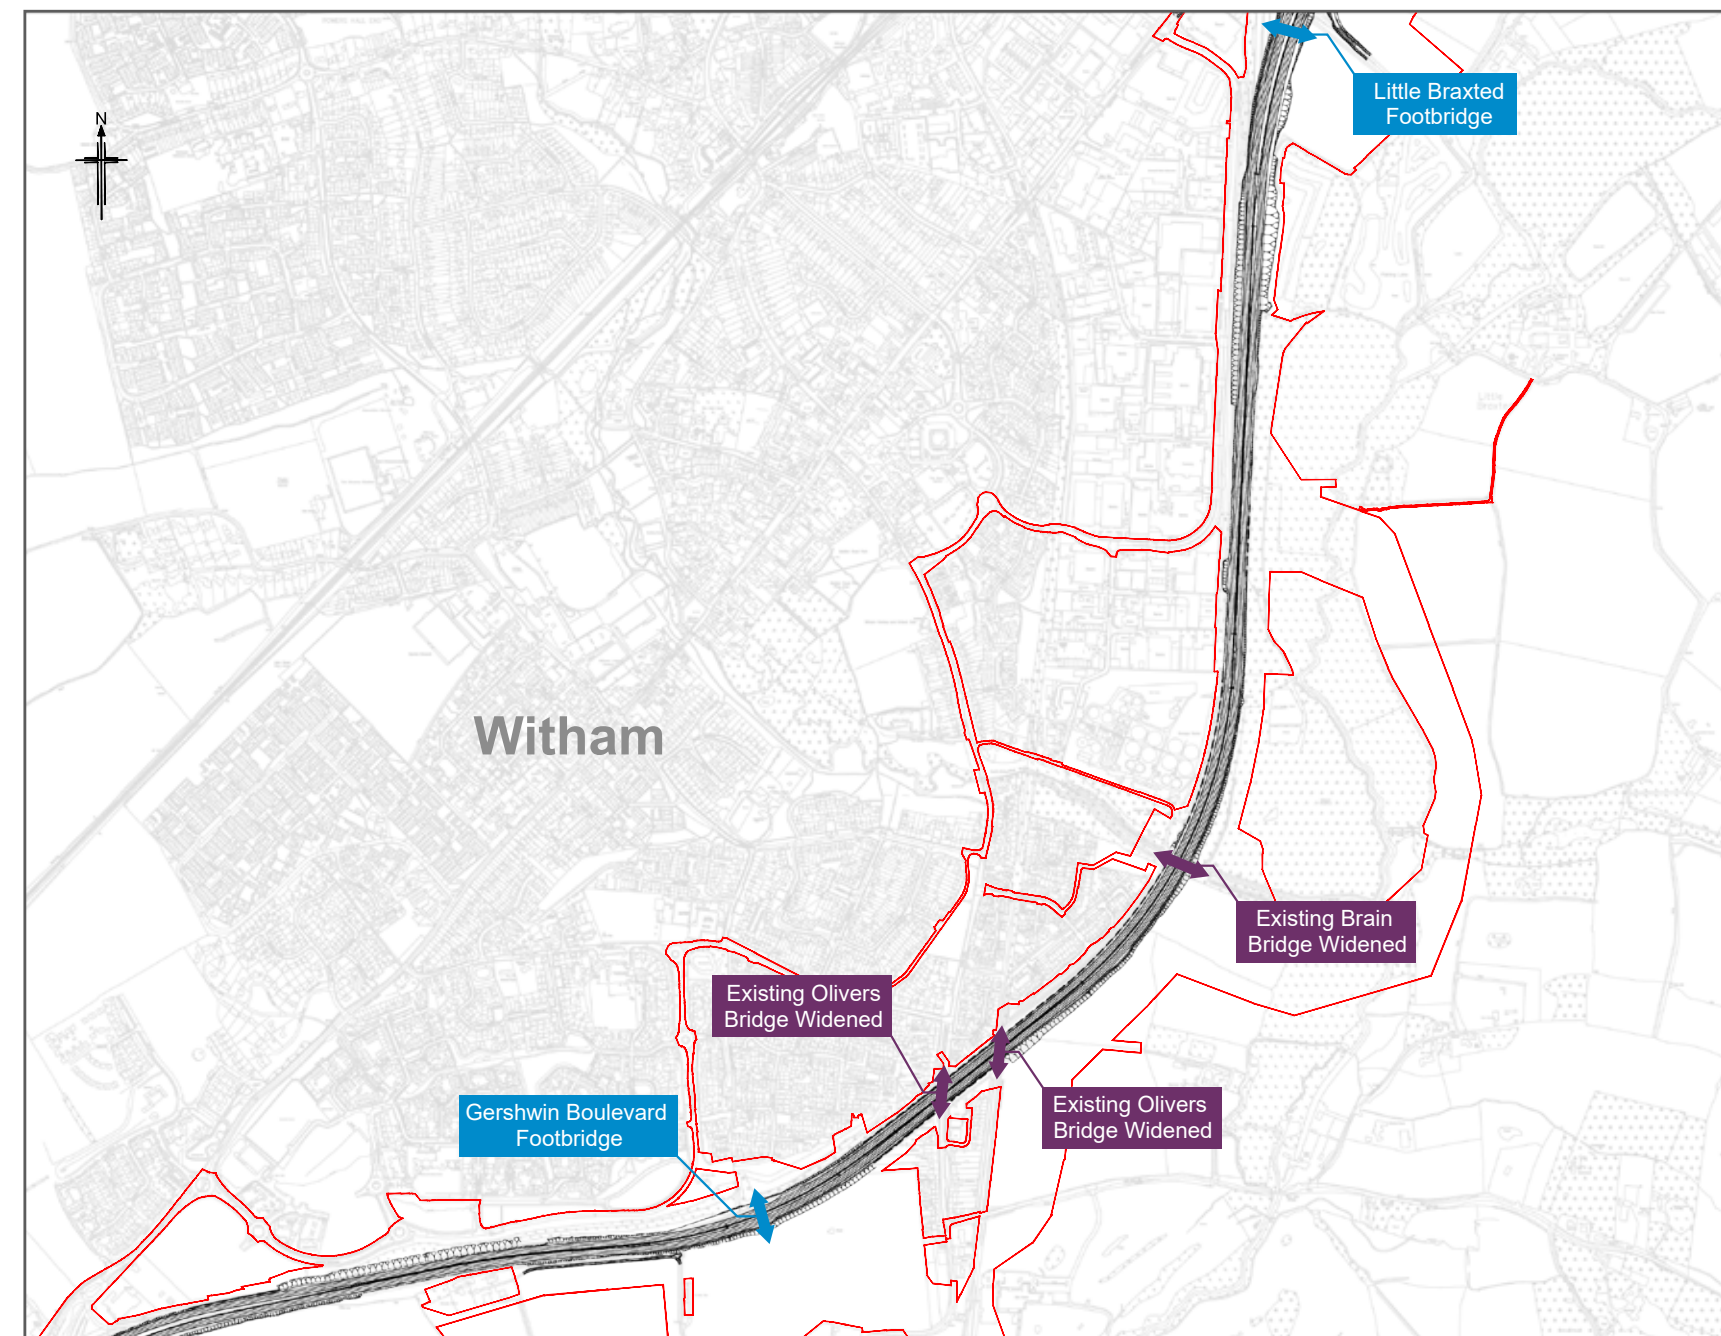 N
Little Braxted
Footbridge
Witham
Existing Brain
Bridge Widened
Existing Olivers
Bridge Widened
Existing Olivers
Bridge Widened
Gershwin Boulevard
Footbridge